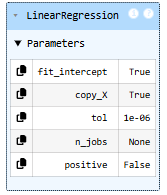 LinearRegression
Parameters
fit_intercept True
copy_X True
tol 1e-06
n_jobs None
positive False